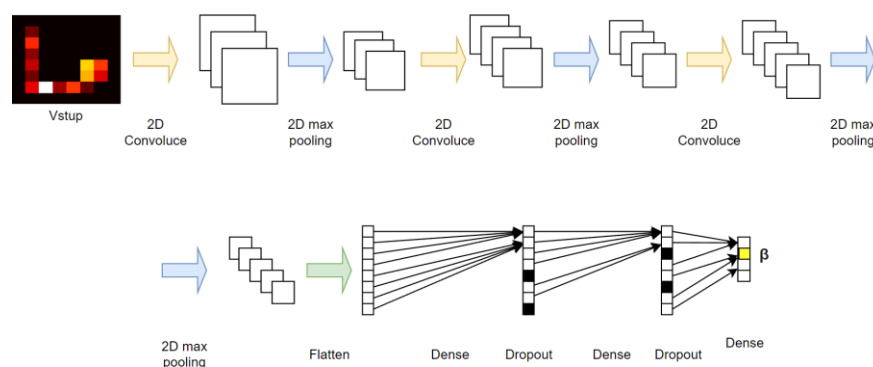 Vstup
2D
Convoluce
2D max
pooling
2D
Convoluce
2D max
pooling
2D
Convoluce
2D max
pooling
2D max
pooling
Flatten
Dense
Dropout
Dense
Dropout
Dense
β